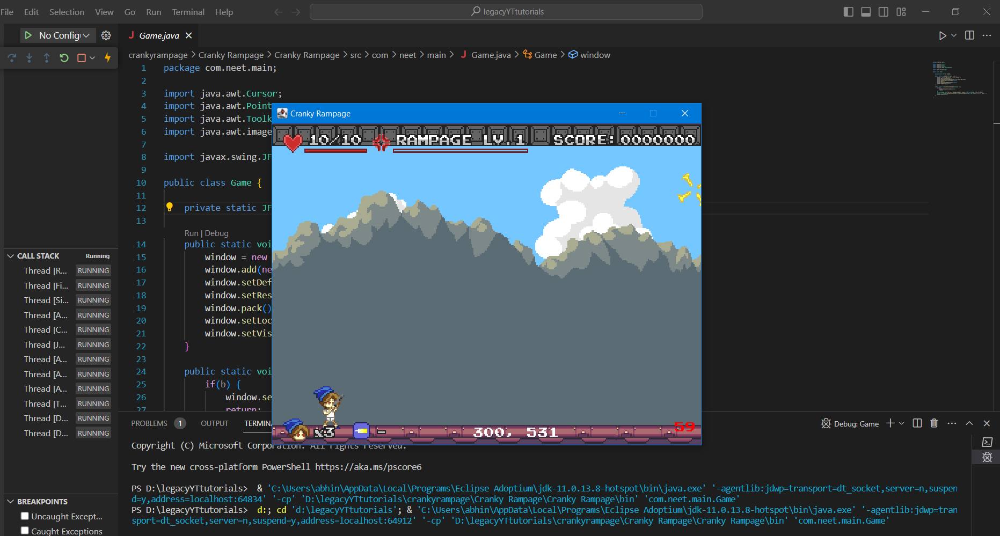 File Edit Selection View Go Run Terminal Help legacyYTtutorials
No Config Game.java
crankyrampage > Cranky Rampage > Cranky Rampage > src > com > neet > main > Game.java > Game > window
1 package com.neet.main;
2
3 import java.awt.Cursor;
4 import java.awt.Point
5 import java.awt.Toolk
6 import java.awt.image
7
8 import javax.swing.JF
9
10 public class Game {
11
12 private static JF
13
Run | Debug
14 public static voi
15 window = new
16 window.add(ne
17 window.setDef
18 window.setRes
19 window.pack()
20 window.setLoc
21 window.setVis
22 }
23
24 public static voi
25 if(b) {
26 window.se
27 return;
Cranky Rampage
10/10 RAMPAGE LV.1 SCORE:0000000
x3 - 300, 531 59
CALL STACK Running
Thread [R... RUNNING
Thread [Fi... RUNNING
Thread [Si... RUNNING
Thread [A... RUNNING
Thread [C... RUNNING
Thread [J... RUNNING
Thread [A... RUNNING
Thread [A... RUNNING
Thread [A... RUNNING
Thread [T... RUNNING
Thread [D... RUNNING
Thread [D... RUNNING
BREAKPOINTS
Uncaught Except...
Caught Exceptions
PROBLEMS 1 OUTPUT TERMIN Debug: Game
Copyright (C) Microsoft Corporation. All rights reserved.
Try the new cross-platform PowerShell https://aka.ms/pscore6
PS D:\legacyYTtutorials> & 'C:\Users\abhin\AppData\Local\Programs\Eclipse Adoptium\jdk-11.0.13.8-hotspot\bin\java.exe' '-agentlib:jdwp=transport=dt_socket,server=n,suspen
d=y,address=localhost:64834' '-cp' 'D:\legacyYTtutorials\crankyrampage\Cranky Rampage\Cranky Rampage\bin' 'com.neet.main.Game'
PS D:\legacyYTtutorials> d:; cd 'd:\legacyYTtutorials'; & 'C:\Users\abhin\AppData\Local\Programs\Eclipse Adoptium\jdk-11.0.13.8-hotspot\bin\java.exe' '-agentlib:jdwp=tran
sport=dt_socket,server=n,suspend=y,address=localhost:64912' '-cp' 'D:\legacyYTtutorials\crankyrampage\Cranky Rampage\Cranky Rampage\bin' 'com.neet.main.Game'